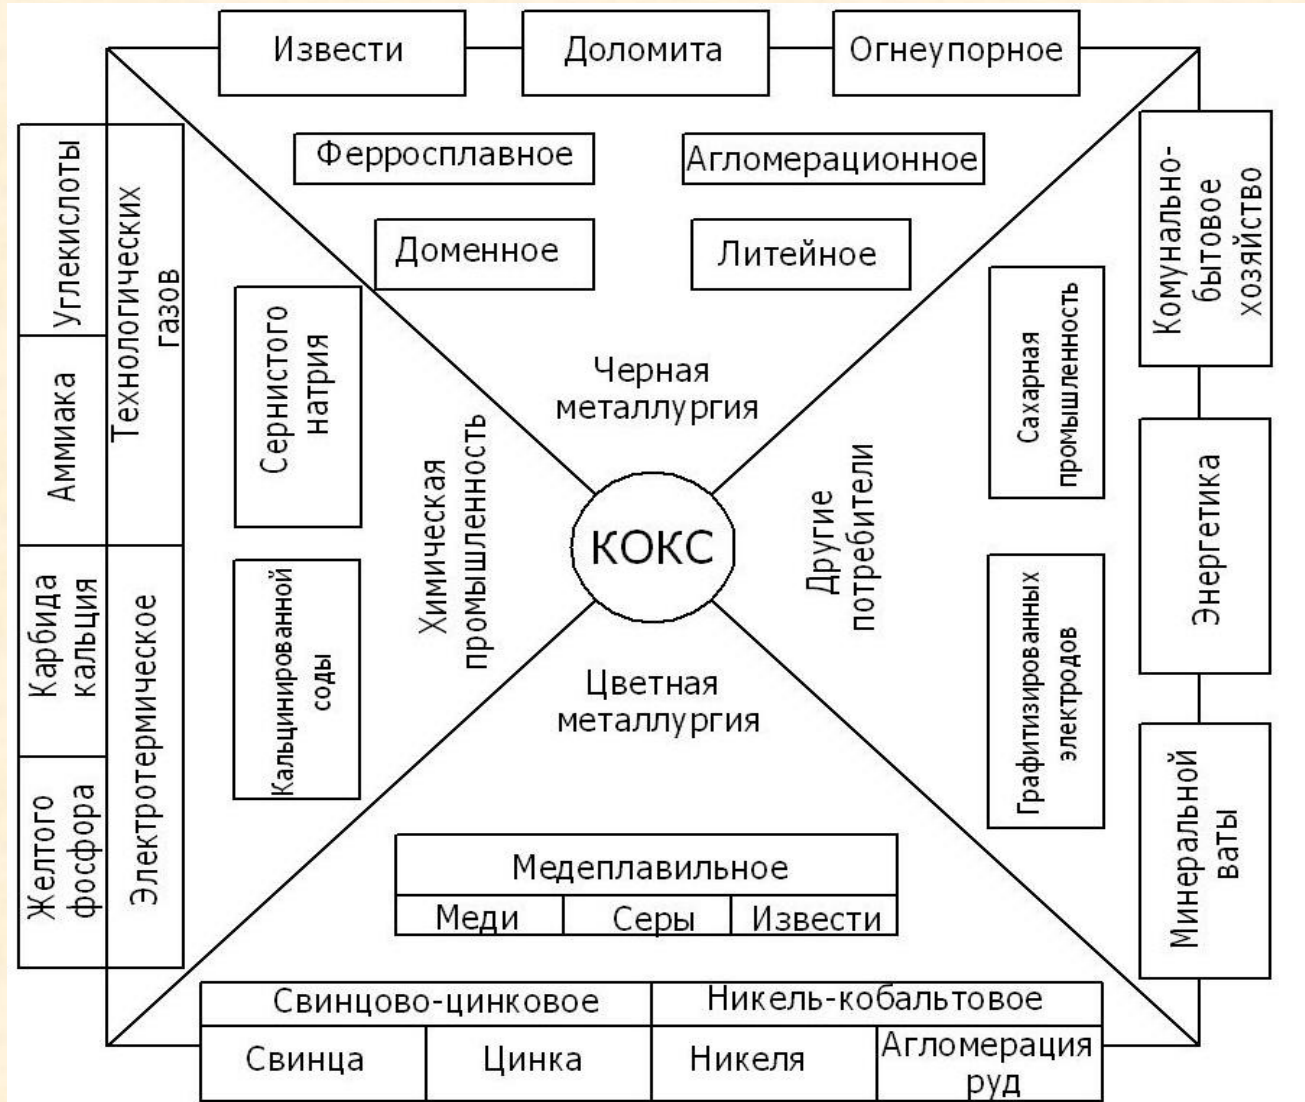 Извести
Доломита
Огнеупорное
Ферросплавное
Агломерационное
Доменное
Литейное
Черная
металлургия
Углекислоты
Аммиака
Технологических
газов
Карбида
кальция
Желтого
фосфора
Электротермическое
Сернистого
натрия
Кальцинированной
соды
Химическая
промышленность
КОКС
Другие
потребители
Сахарная
промышленность
Графитизированных
электродов
Комунально-
бытовое
хозяйство
Энергетика
Минеральной
ваты
Цветная
металлургия
Медеплавильное
Меди
Серы
Извести
Свинцово-цинковое
Никель-кобальтовое
Свинца
Цинка
Никеля
Агломерация
руд